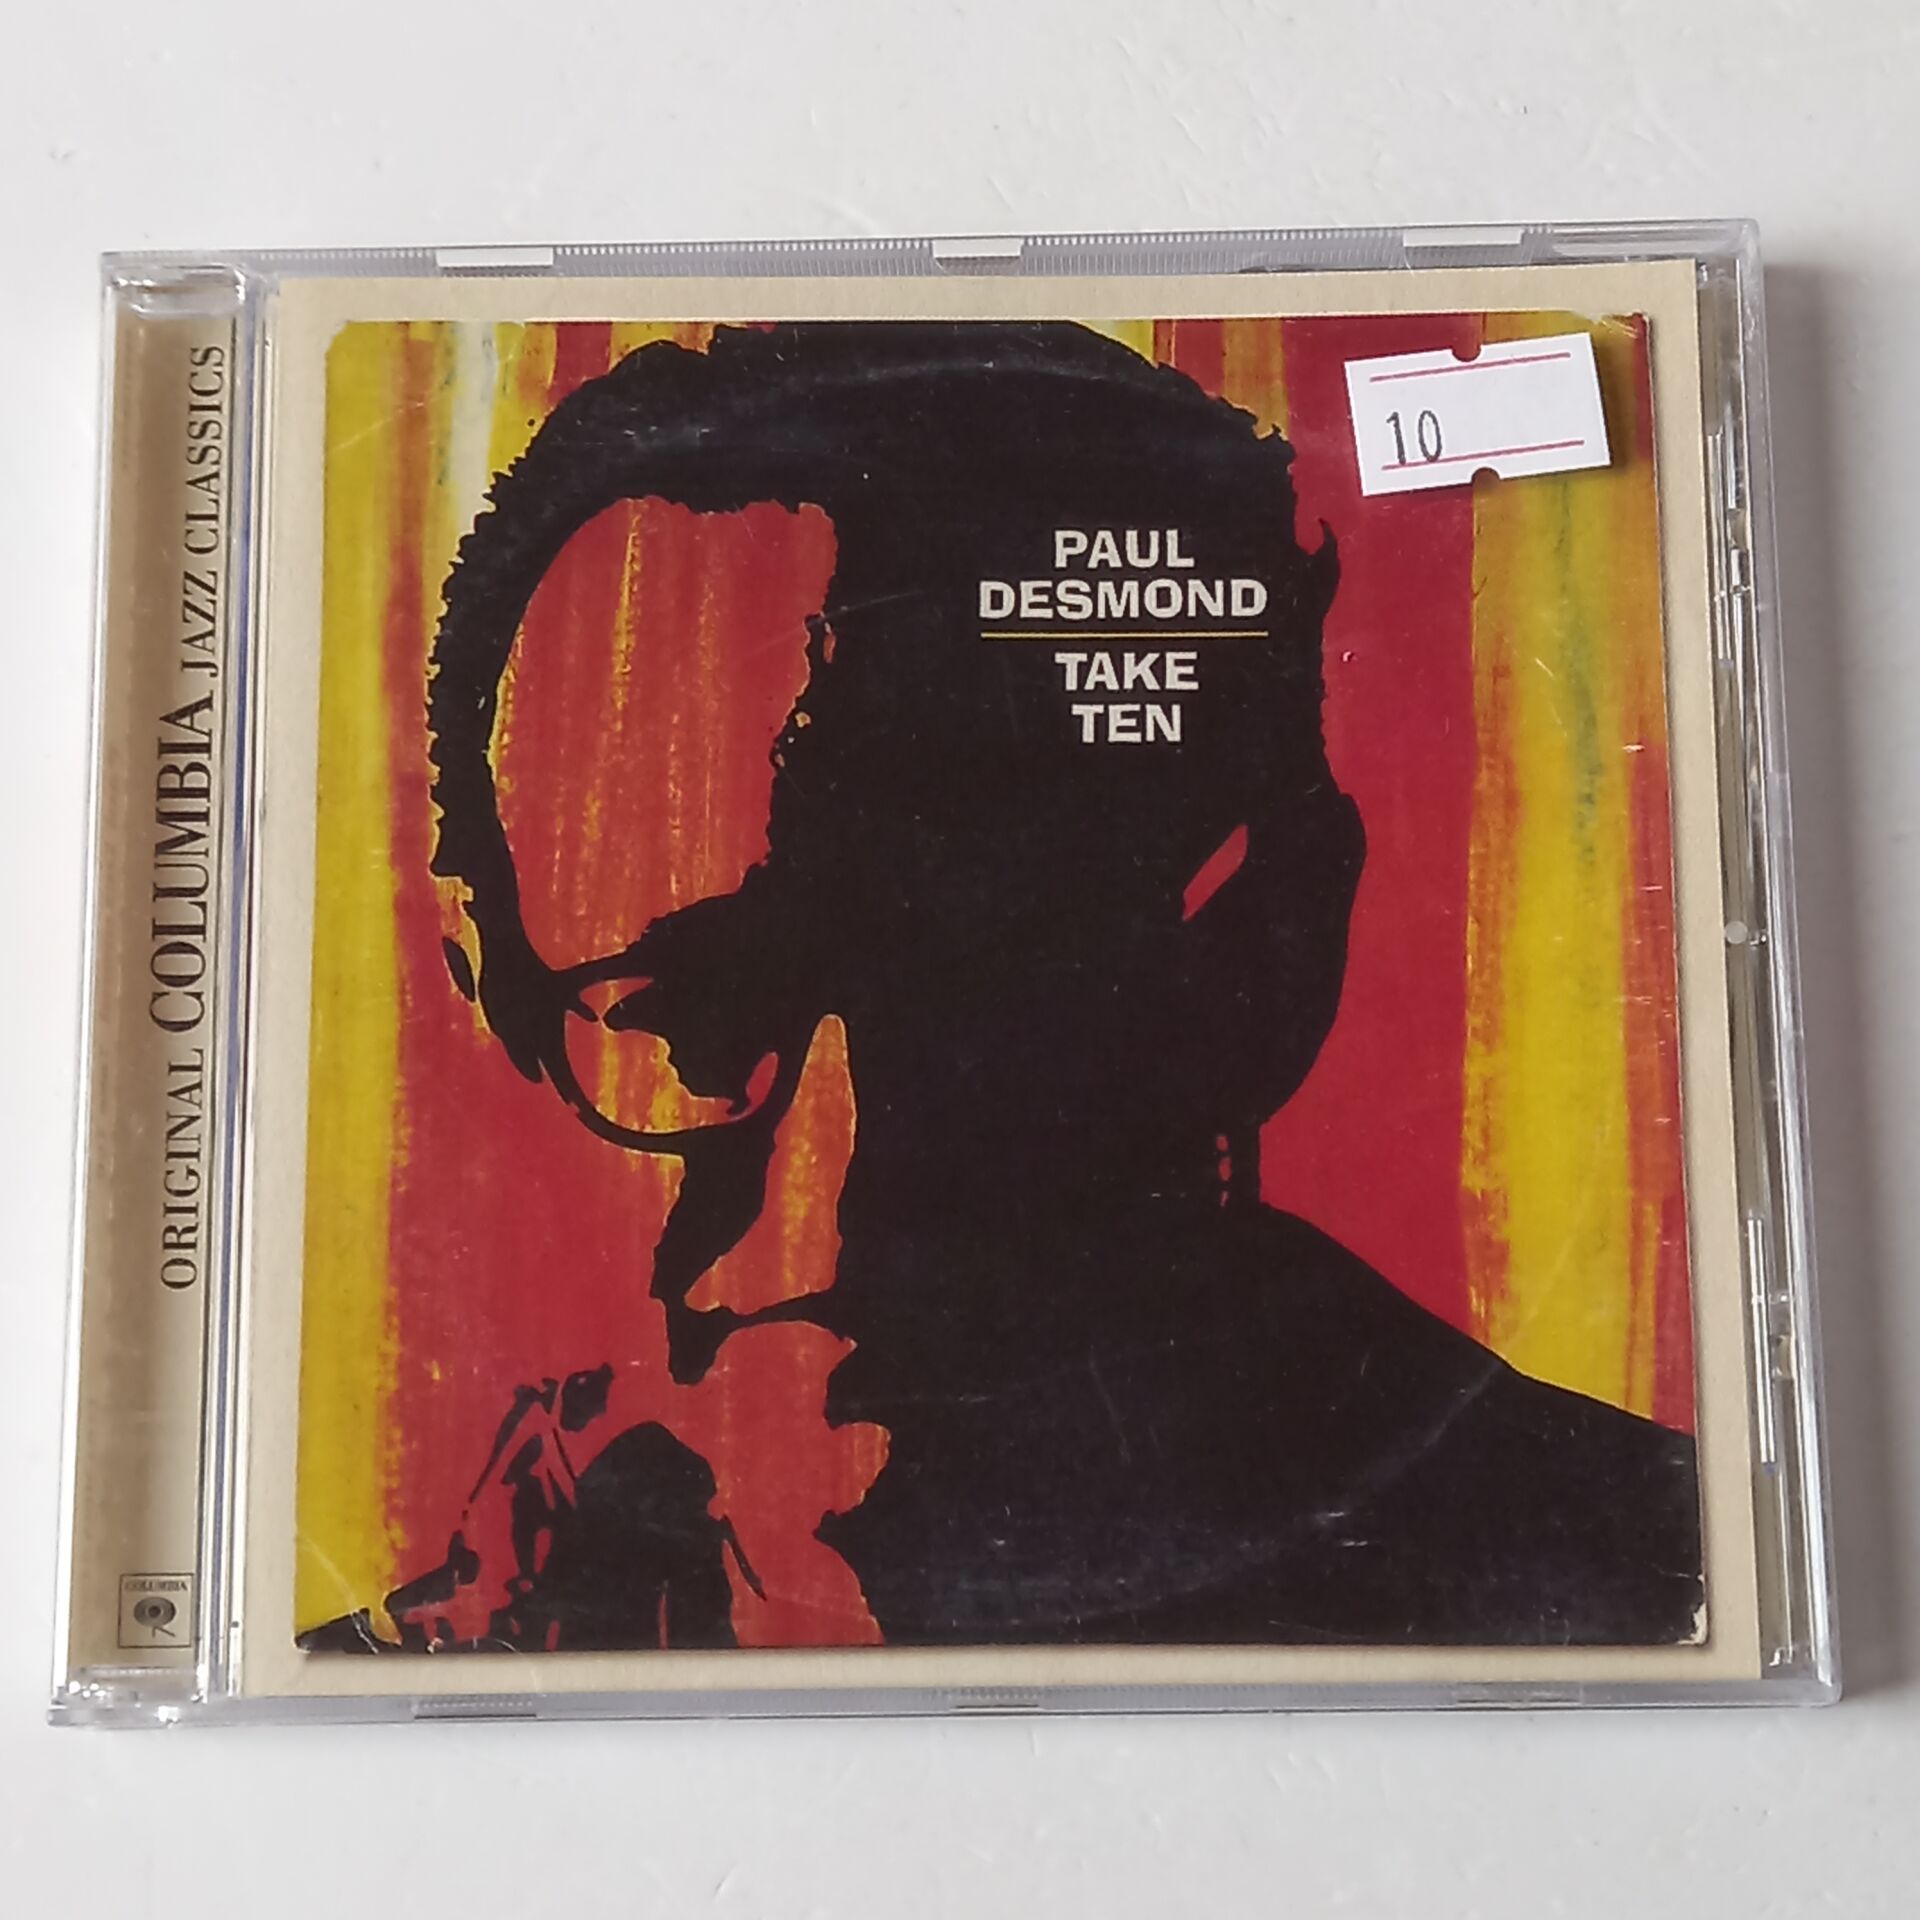 ORIGINAL COLUMBIA JAZZ CLASSICS
COLUMBIA
10
PAUL
DESMOND
TAKE
TEN